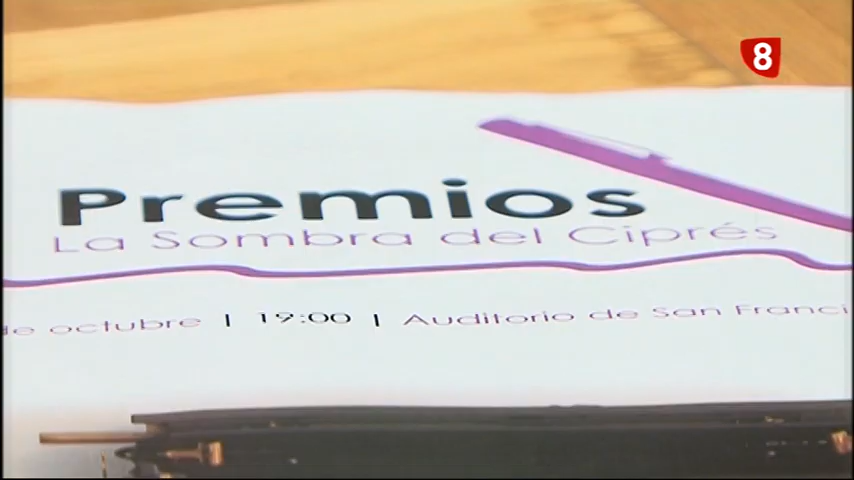 8
Premios
La Sombra del Ciprés
de octubre | 19:00 | Auditorio de San Franci